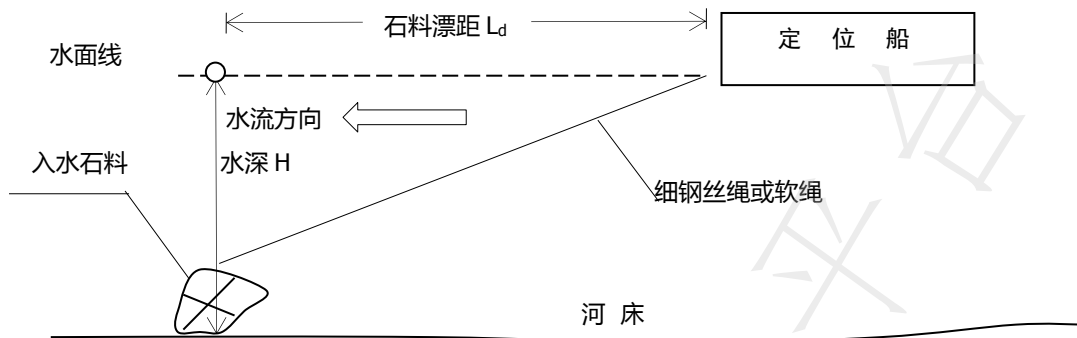 石料漂距 Ld
定 位 船
水面线
水流方向
入水石料
水深 H
细钢丝绳或软绳
河 床